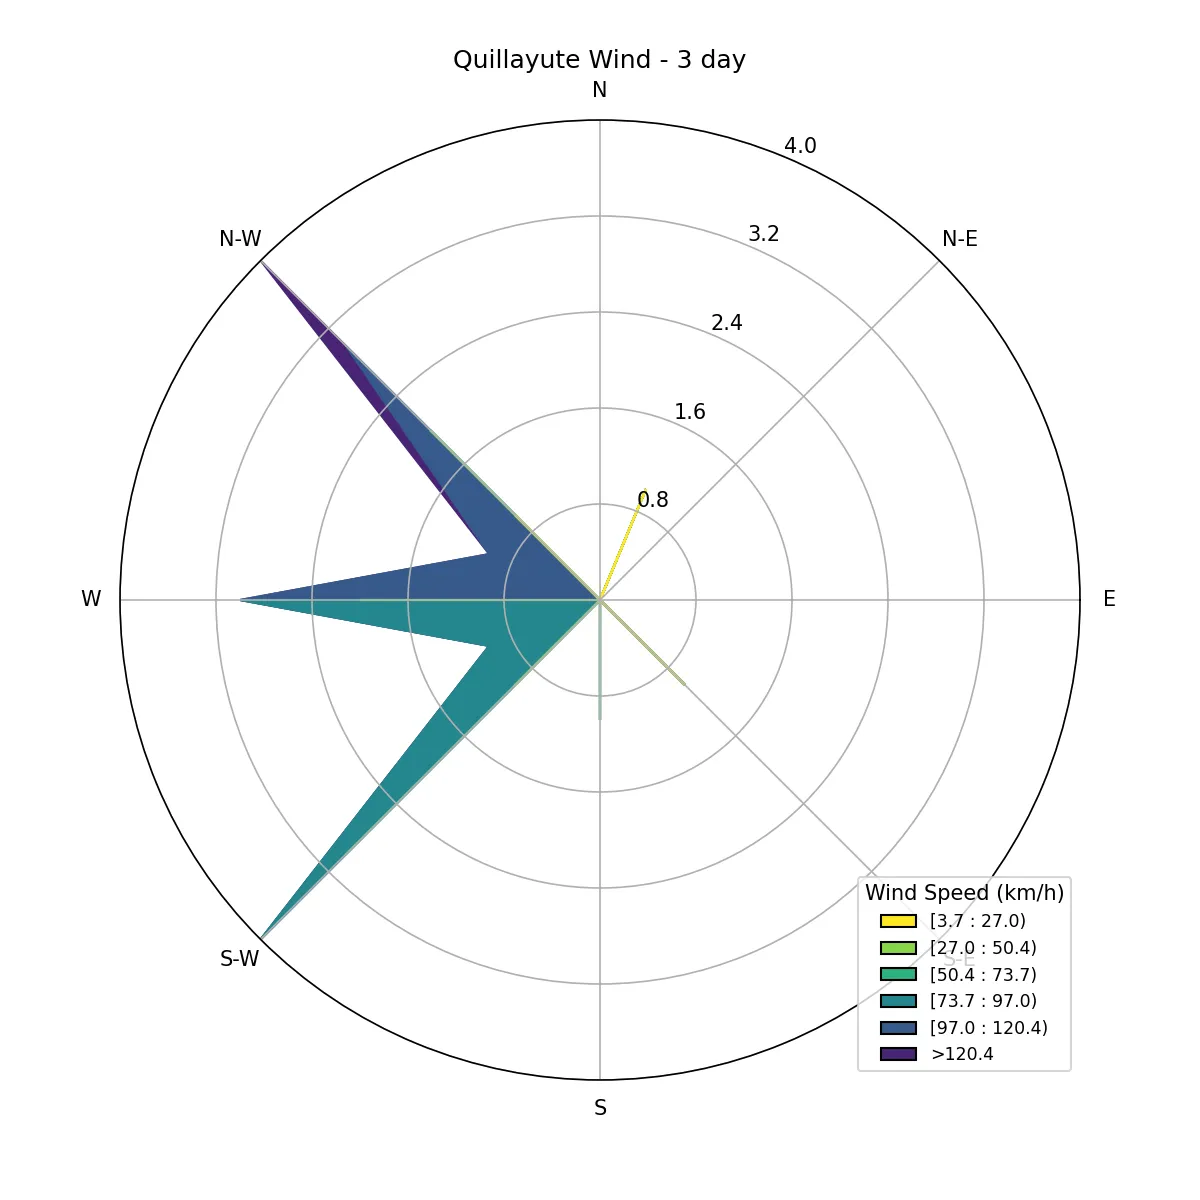 Quillayute Wind - 3 day
N
4.0
N-W
3.2
N-E
2.4
1.6
0.8
W
E
Wind Speed (km/h)
[3.7 : 27.0)
[27.0 : 50.4)
S-W
S-E
[50.4 : 73.7)
[73.7 : 97.0)
[97.0 : 120.4)
>120.4
S